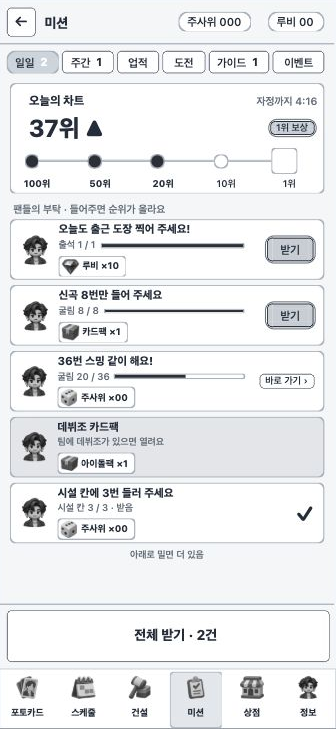 ← 미션 주사위 000 루비 00
일일 2 주간 1 업적 도전 가이드 1 이벤트
오늘의 차트 자정까지 4:16
37위 ▲ 1위 보상
100위 50위 20위 10위 1위
팬들의 부탁 · 들어주면 순위가 올라요
오늘도 출근 도장 찍어 주세요!
출석 1 / 1
받기
루비 ×10
신곡 8번만 들어 주세요
굴림 8 / 8
받기
카드팩 ×1
36번 스밍 같이 해요!
굴림 20 / 36
바로 가기 ›
주사위 ×00
데뷔조 카드팩
팀에 데뷔조가 있으면 열려요
아이돌팩 ×1
시설 칸에 3번 들러 주세요
시설 칸 3 / 3 · 받음
주사위 ×00
아래로 밀면 더 있음
전체 받기 · 2건
포토카드 스케줄 건설 미션 상점 정보